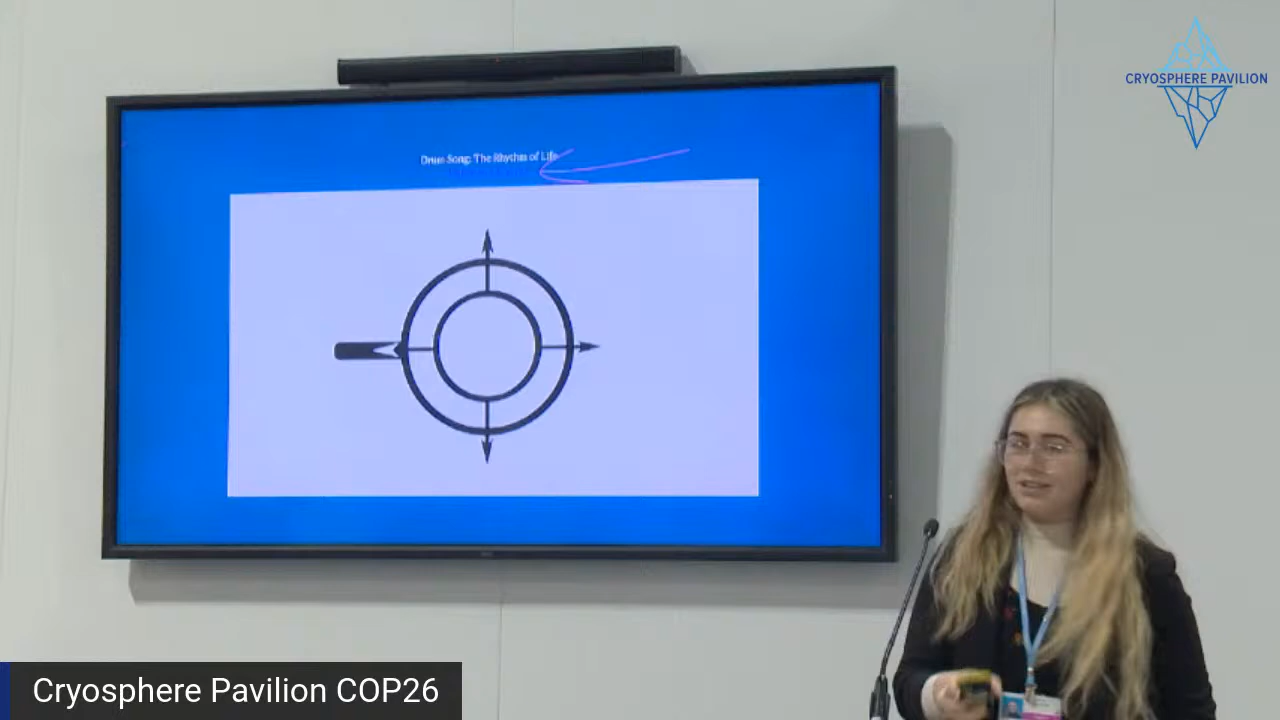 CRYOSPHERE PAVILION
Drum Song: The Rhythm of Life
Cryosphere Pavilion COP26